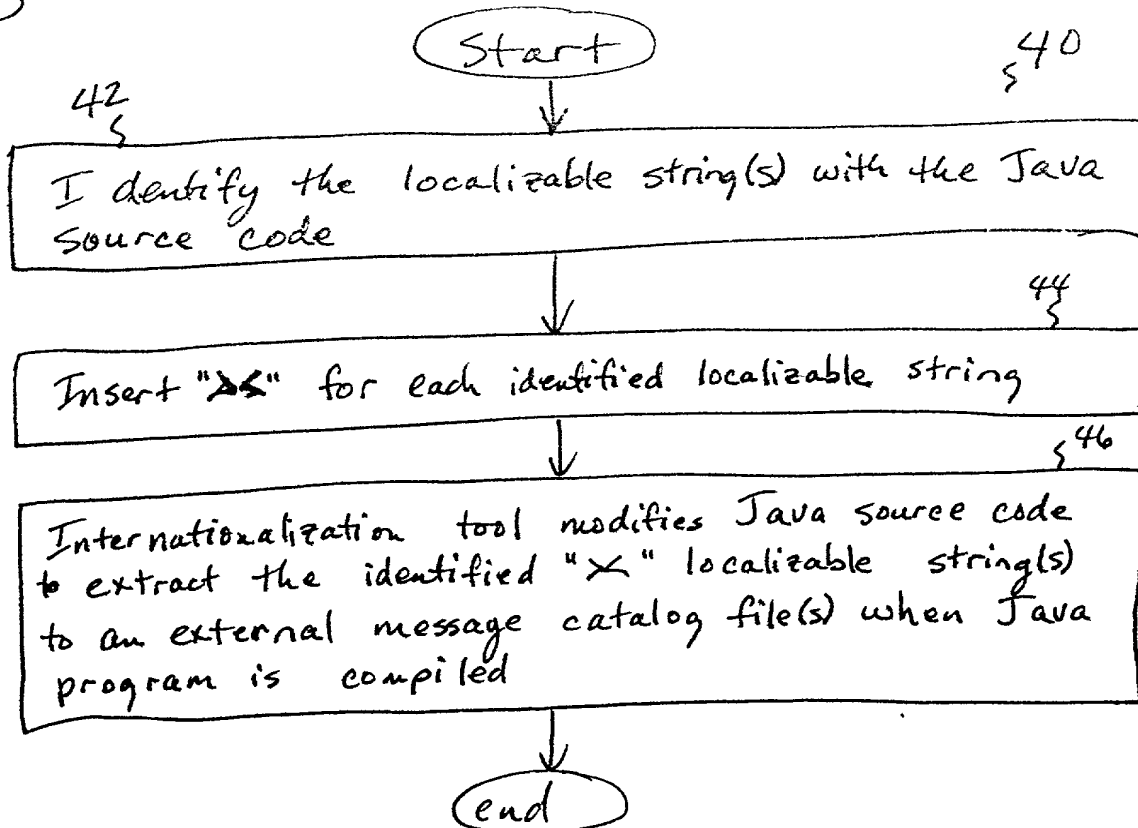 Start
40
42
Identify the localizable string(s) with the Java
source code
44
Insert "X" for each identified localizable string
46
Internationalization tool modifies Java source code
to extract the identified "X" localizable string(s)
to an external message catalog file(s) when Java
program is compiled
end